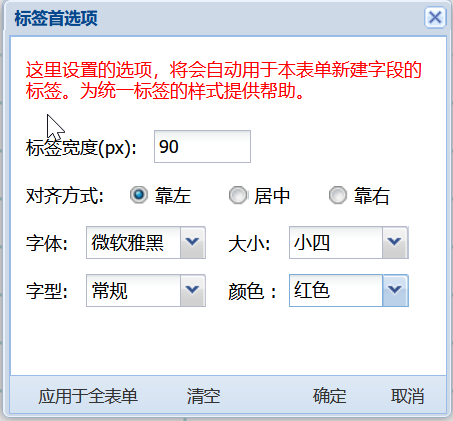 标签首选项
这里设置的选项，将会自动用于本表单新建字段的
标签。为统一标签的样式提供帮助。
标签宽度(px): 90
对齐方式: 靠左 居中 靠右
字体: 微软雅黑 大小: 小四
字型: 常规 颜色： 红色
应用于全表单 清空 确定 取消